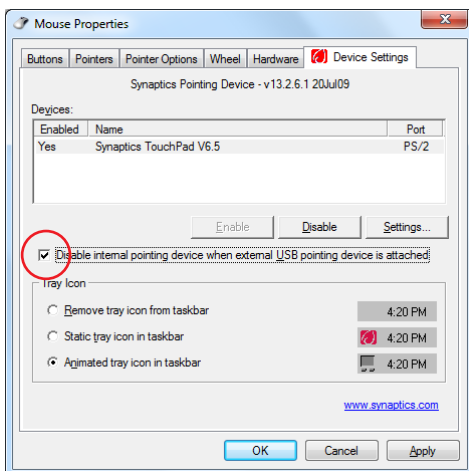 Mouse Properties
Buttons Pointers Pointer Options Wheel Hardware Device Settings
Synaptics Pointing Device - v13.2.6.1 20Jul09
Devices:
Enabled Name Port
Yes Synaptics TouchPad V6.5 PS/2
Enable Disable Settings...
Disable internal pointing device when external USB pointing device is attached
Tray Icon
Remove tray icon from taskbar 4:20 PM
Static tray icon in taskbar 4:20 PM
Animated tray icon in taskbar 4:20 PM
www.synaptics.com
OK Cancel Apply